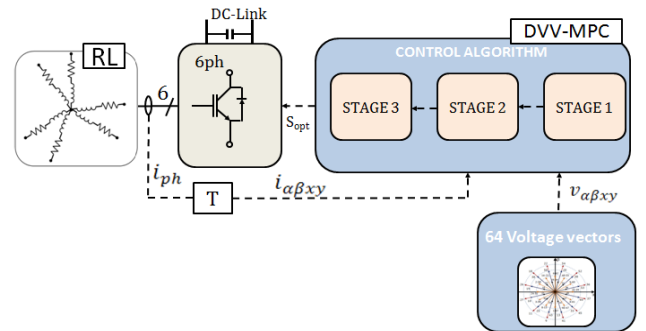 DC-Link
DVV-MPC
RL
6ph
CONTROL ALGORITHM
6
STAGE 3
STAGE 2
STAGE 1
Sopt
iph
T
iαβxy
vαβxy
64 Voltage vectors